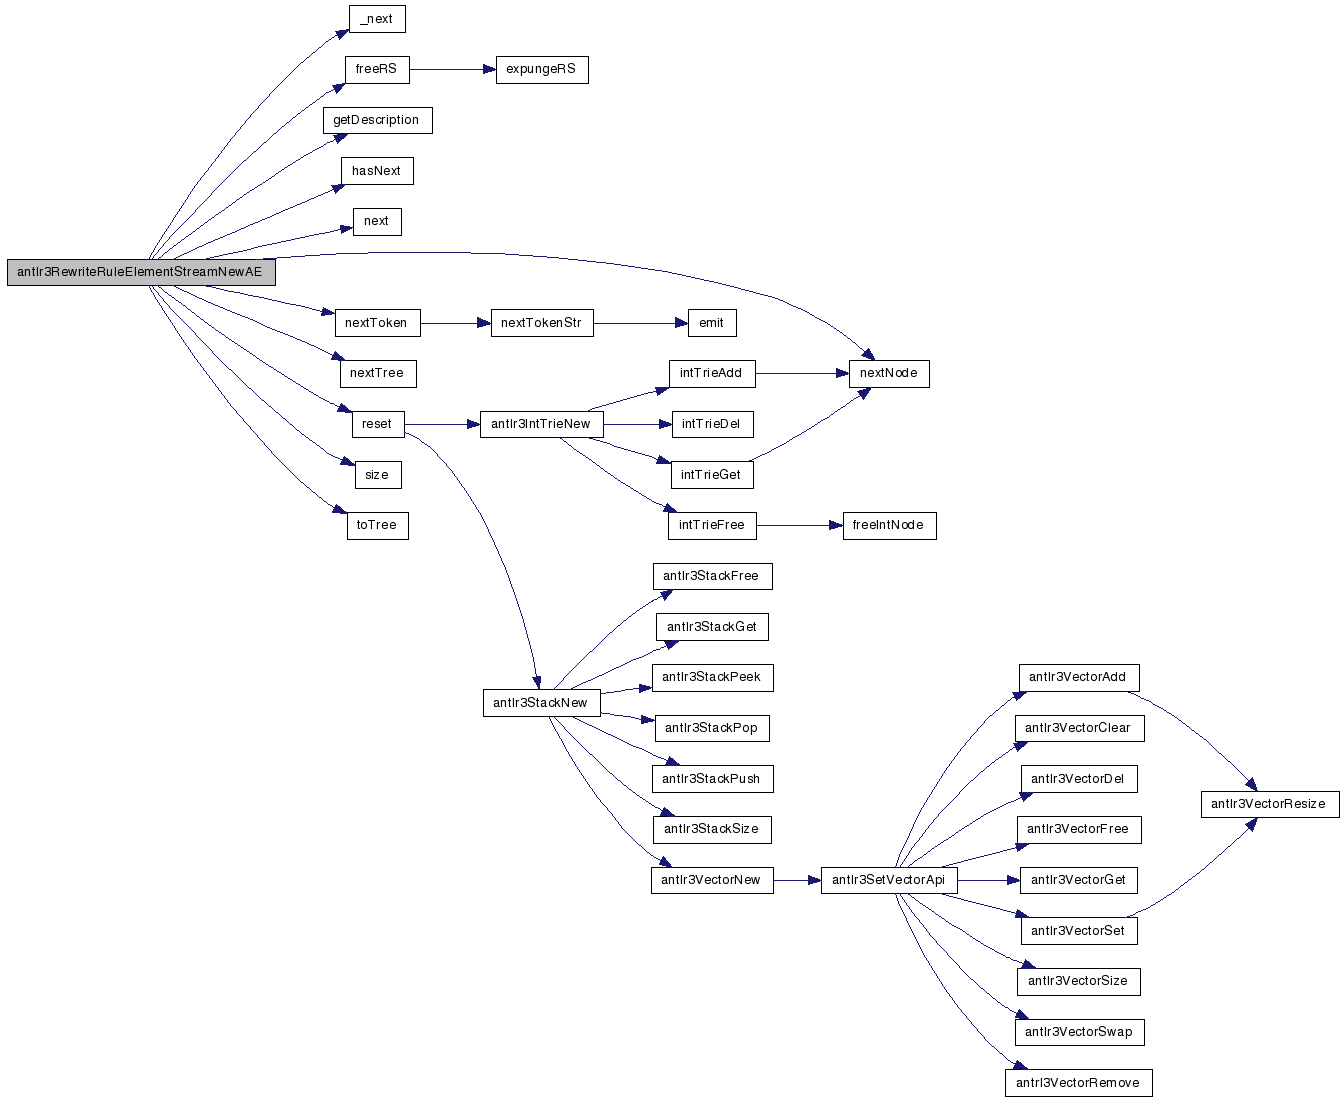 _next
freeRS
expungeRS
getDescription
hasNext
next
antlr3RewriteRuleElementStreamNewAE
nextToken
nextTokenStr
emit
nextTree
intTrieAdd
nextNode
reset
antlr3IntTrieNew
intTrieDel
size
intTrieGet
toTree
intTrieFree
freeIntNode
antlr3StackFree
antlr3StackGet
antlr3StackPeek
antlr3VectorAdd
antlr3StackNew
antlr3StackPop
antlr3VectorClear
antlr3StackPush
antlr3VectorDel
antlr3VectorResize
antlr3StackSize
antlr3VectorFree
antlr3VectorNew
antlr3SetVectorApi
antlr3VectorGet
antlr3VectorSet
antlr3VectorSize
antlr3VectorSwap
antrl3VectorRemove